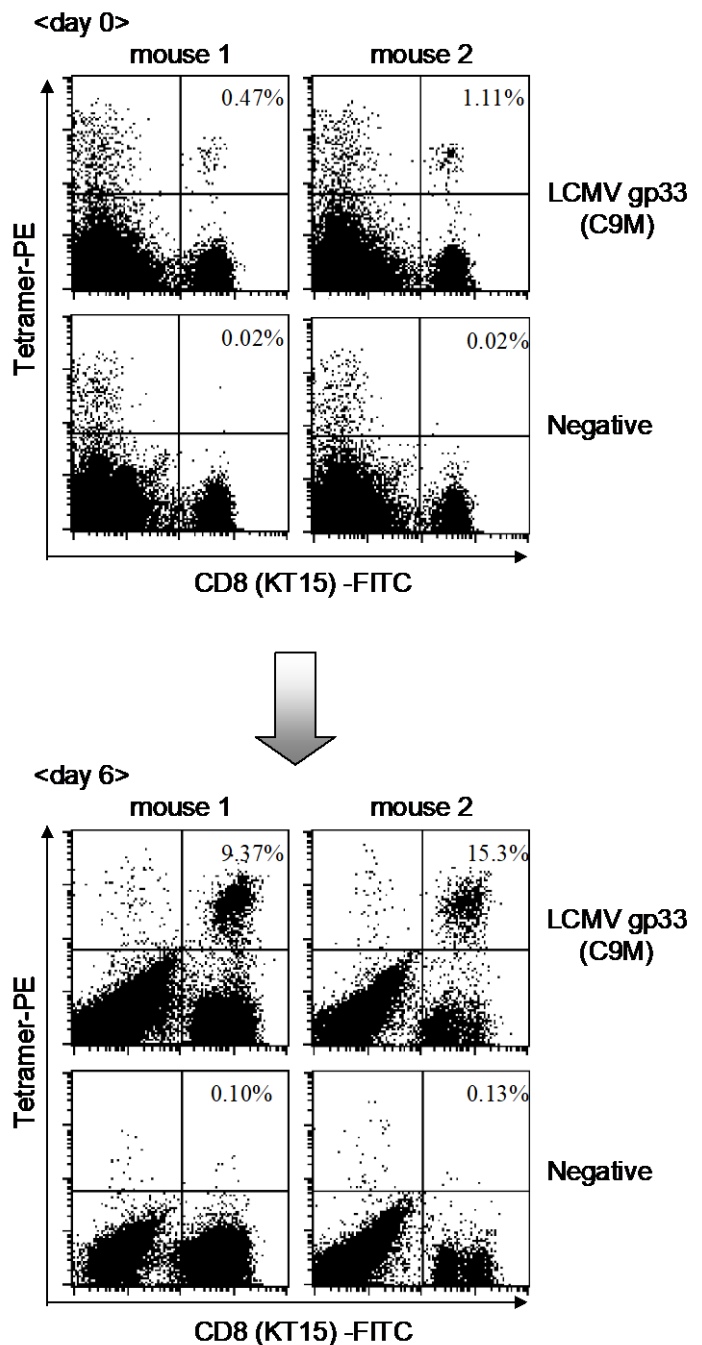 <day 0>
mouse 1 mouse 2
0.47% 1.11%
LCMV gp33
(C9M)
Tetramer-PE
0.02% 0.02%
Negative
CD8 (KT15) -FITC
<day 6>
mouse 1 mouse 2
9.37% 15.3%
LCMV gp33
(C9M)
Tetramer-PE
0.10% 0.13%
Negative
CD8 (KT15) -FITC